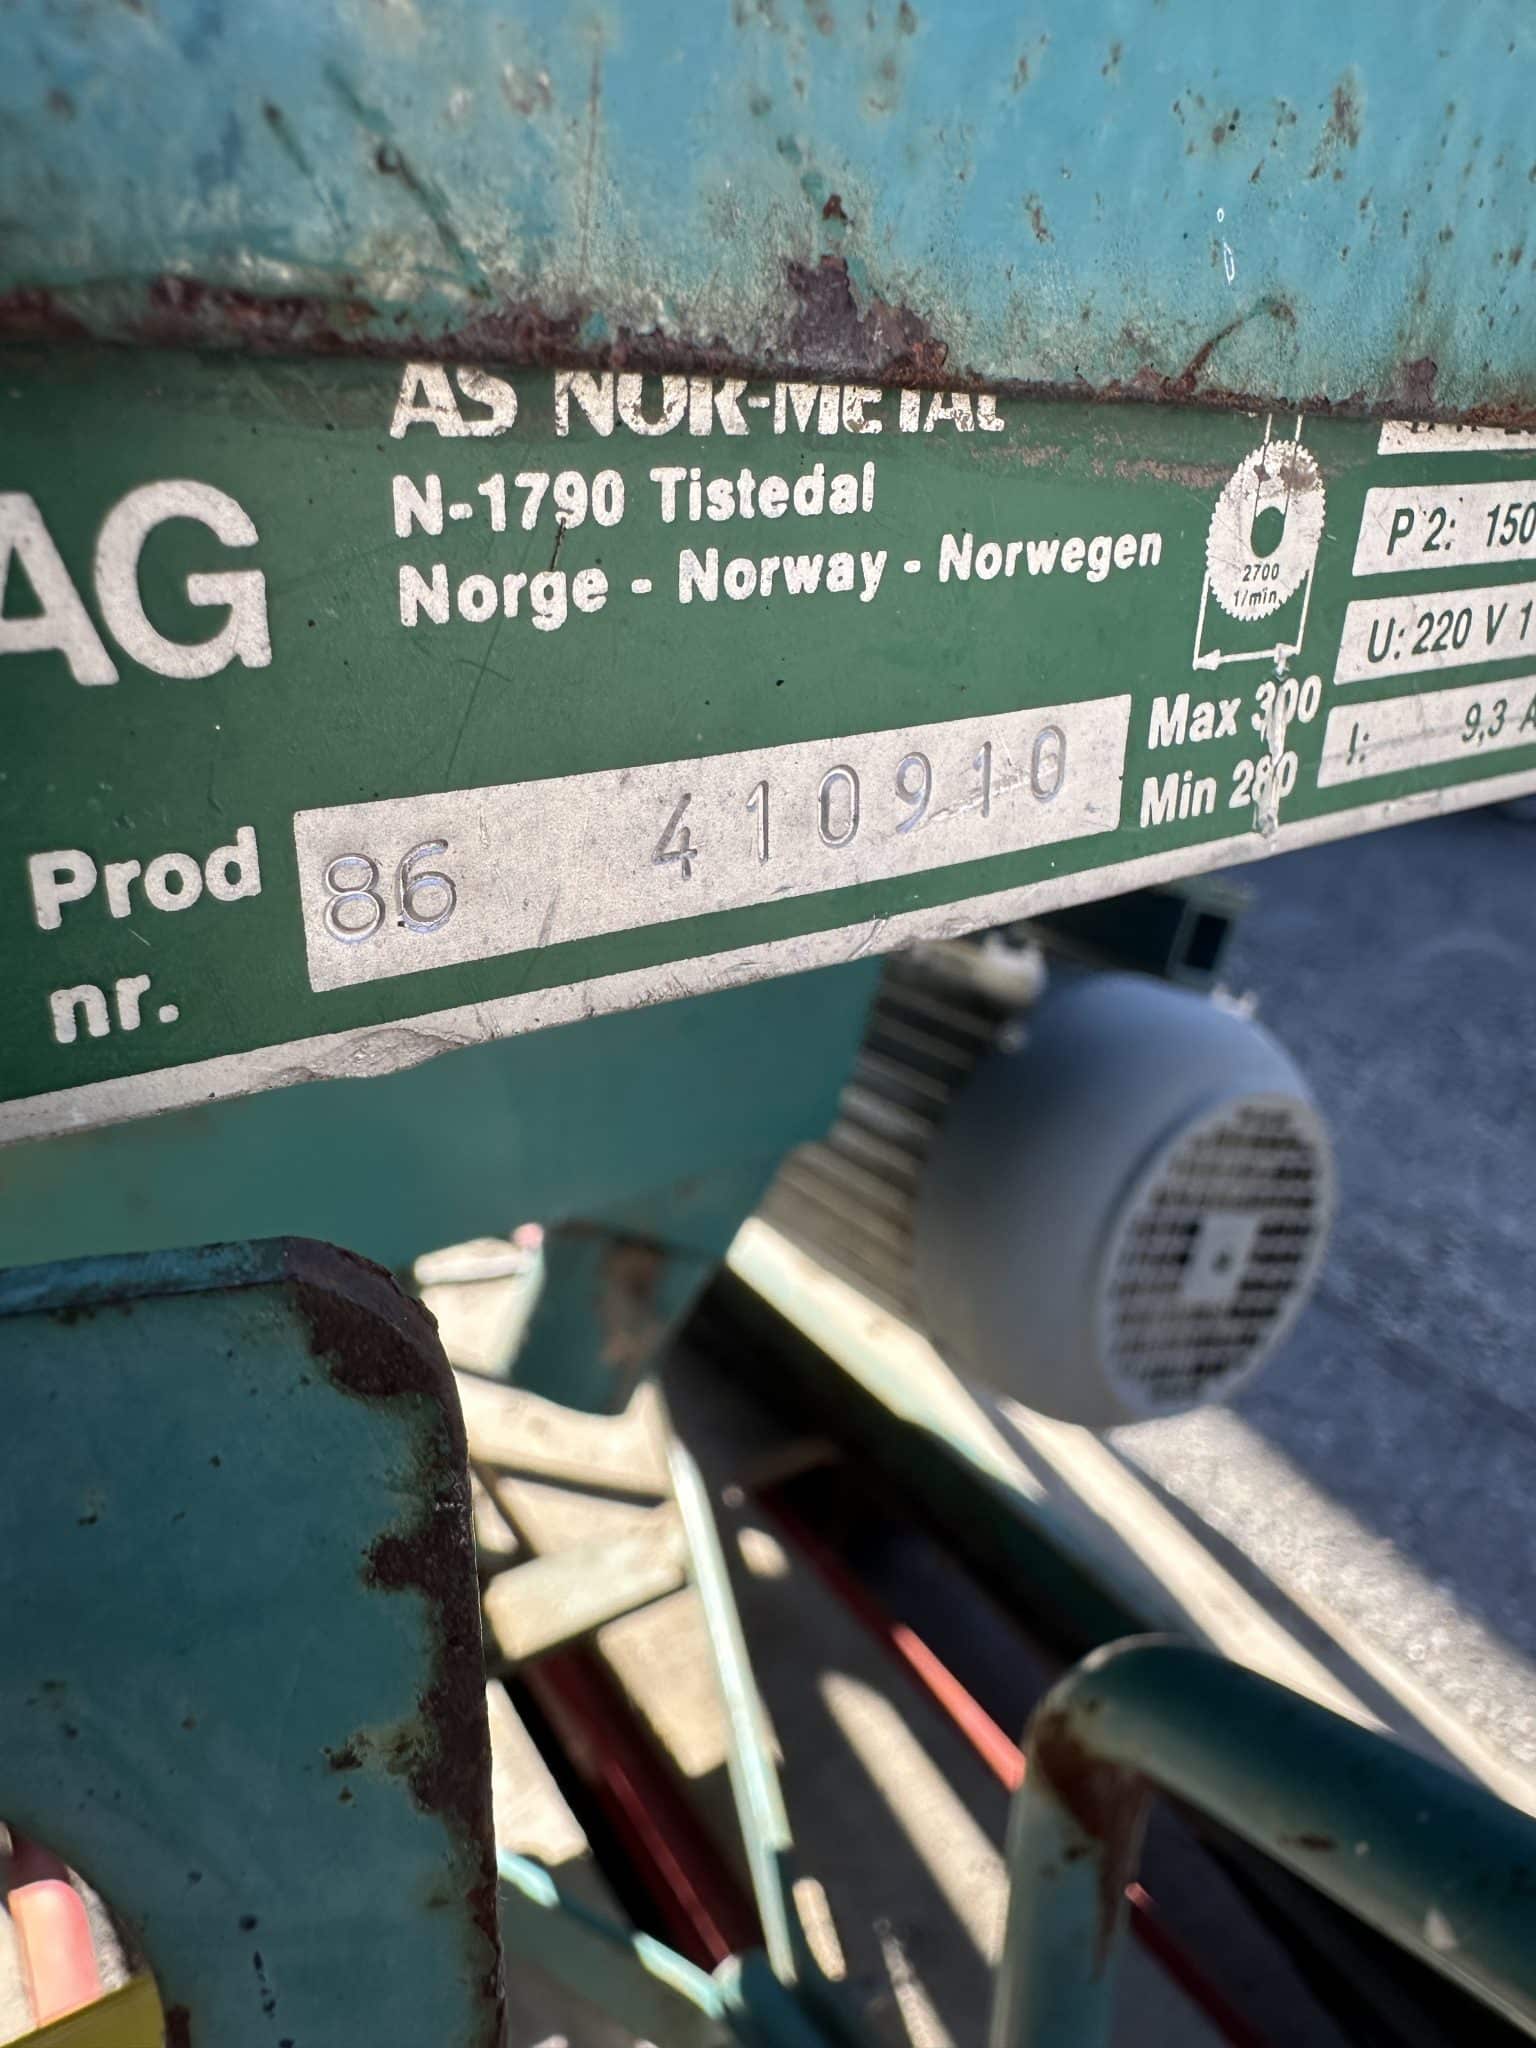 AS NOR-METAL
N-1790 Tistedal
Norge - Norway - Norwegen
AG
2700
1/min.
P 2: 150
U: 220 V 1
I: 9,3 A
Max 300
Min 280
Prod
nr.
86 410910